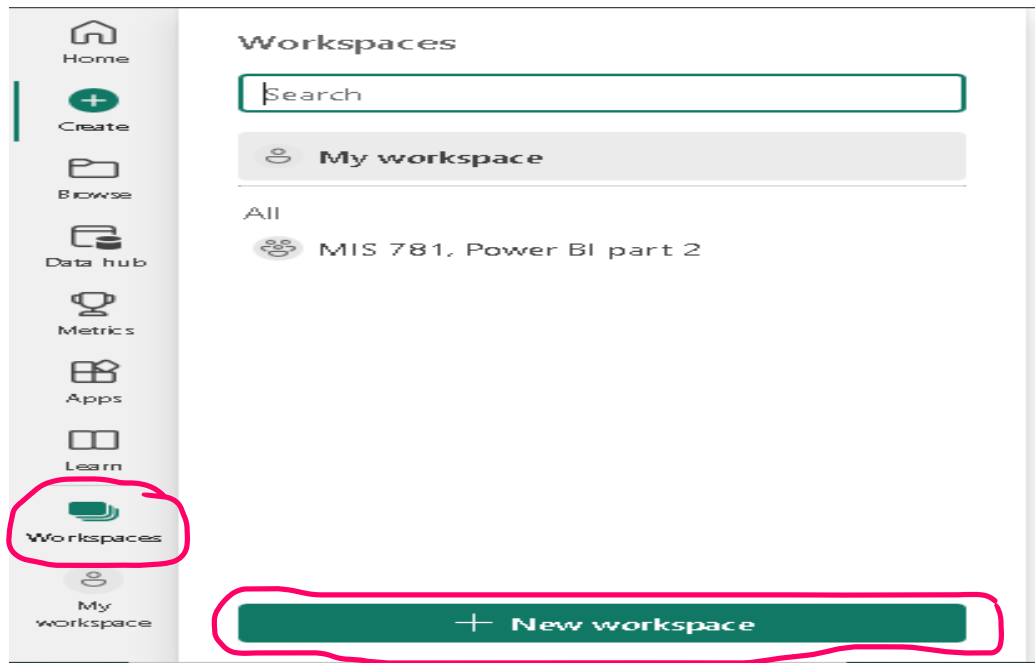 Home
Create
Browse
Data hub
Metrics
Apps
Learn
Workspaces
My
workspace
Workspaces
Search
My workspace
All
MIS 781, Power BI part 2
+ New workspace